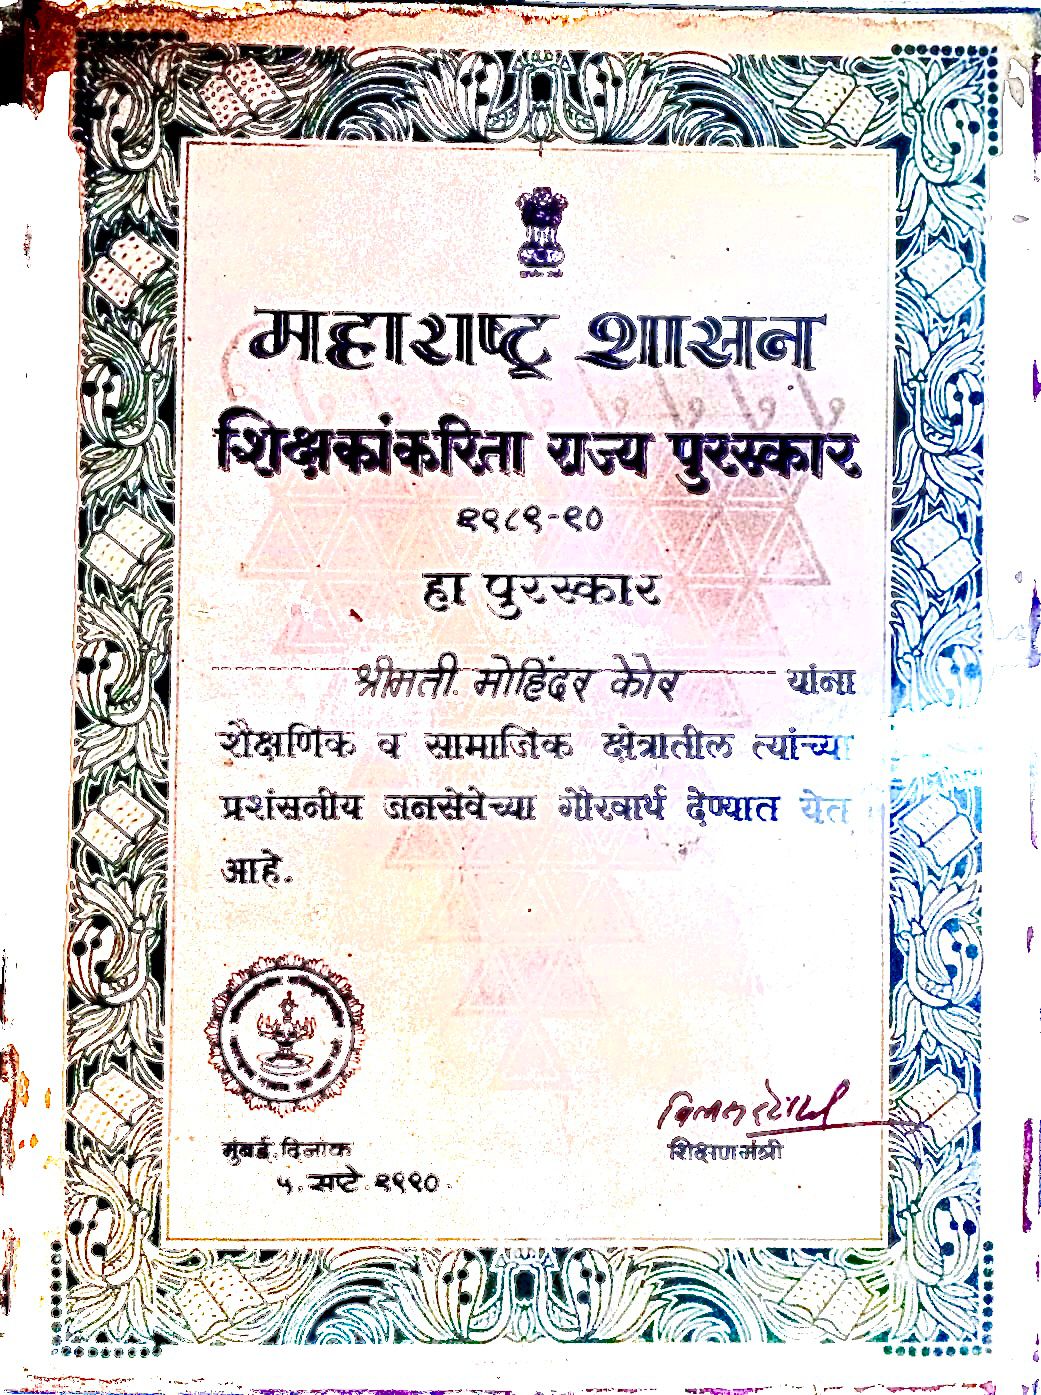 महाराष्ट्र शासन
शिक्षकांकरिता राज्य पुरस्कार
१९८९-९०
हा पुरस्कार
श्रीमती. मोहिंदर कौर यांना
शैक्षणिक व सामाजिक क्षेत्रातील त्यांच्या
प्रशंसनीय जनसेवेच्या गौरवार्थ देण्यात येत
आहे.
मुंबई, दिनांक
५. सप्टे. १९९०.
शिक्षणमंत्री